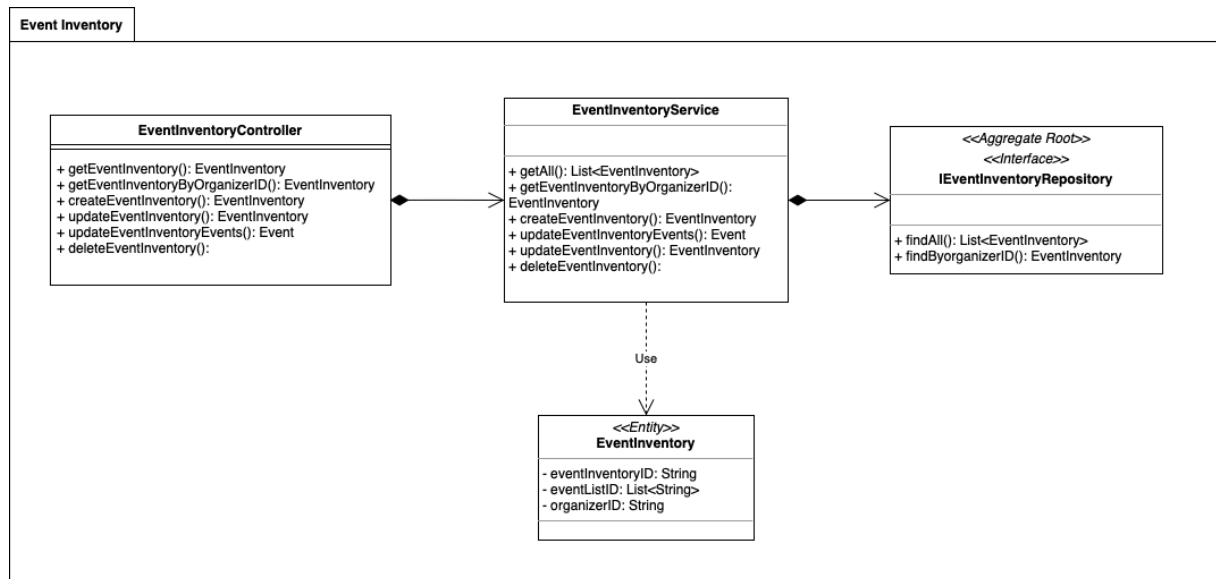 Event Inventory
EventInventoryController
+ getEventInventory(): EventInventory
+ getEventInventoryByOrganizerID(): EventInventory
+ createEventInventory(): EventInventory
+ updateEventInventory(): EventInventory
+ updateEventInventoryEvents(): Event
+ deleteEventInventory():
EventInventoryService
+ getAll(): List<EventInventory>
+ getEventInventoryByOrganizerID():
EventInventory
+ createEventInventory(): EventInventory
+ updateEventInventoryEvents(): Event
+ updateEventInventory(): EventInventory
+ deleteEventInventory():
<<Aggregate Root>>
<<Interface>>
IEventInventoryRepository
+ findAll(): List<EventInventory>
+ findByorganizerID(): EventInventory
Use
<<Entity>>
EventInventory
- eventInventoryID: String
- eventListID: List<String>
- organizerID: String